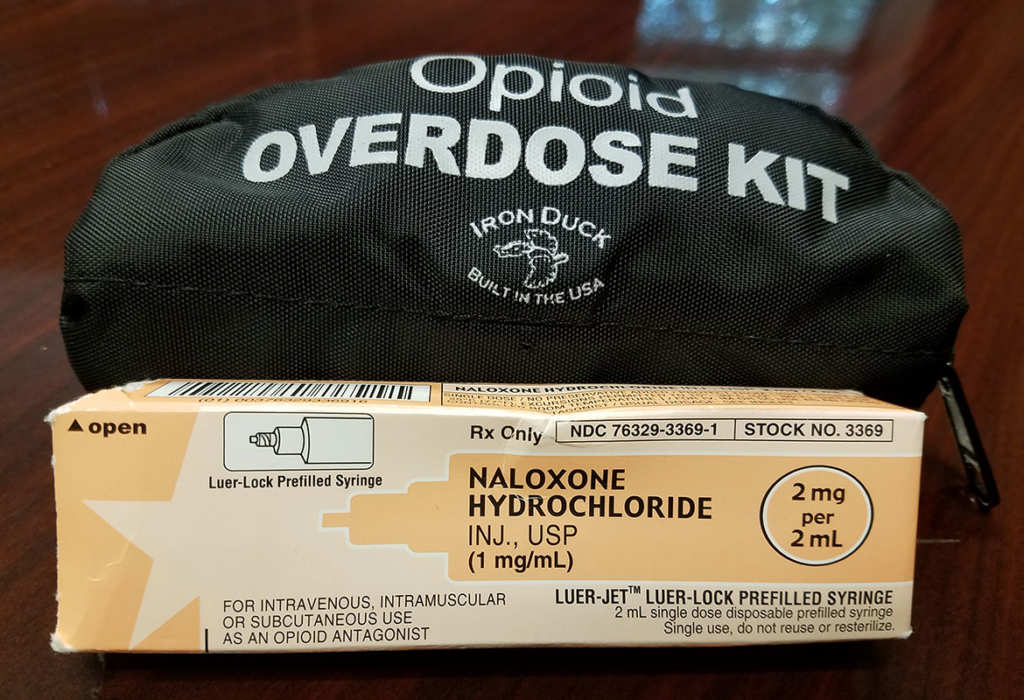 Opioid
OVERDOSE KIT
IRON DUCK
BUILT IN THE USA
NALOXONE HYDROCHLORIDE
▲ open
Rx Only
NDC 76329-3369-1
STOCK NO. 3369
Luer-Lock Prefilled Syringe
NALOXONE
HYDROCHLORIDE
INJ., USP
(1 mg/mL)
2 mg
per
2 mL
FOR INTRAVENOUS, INTRAMUSCULAR
OR SUBCUTANEOUS USE
AS AN OPIOID ANTAGONIST
LUER-JET™ LUER-LOCK PREFILLED SYRINGE
2 mL single dose disposable prefilled syringe
Single use, do not reuse or resterilize.